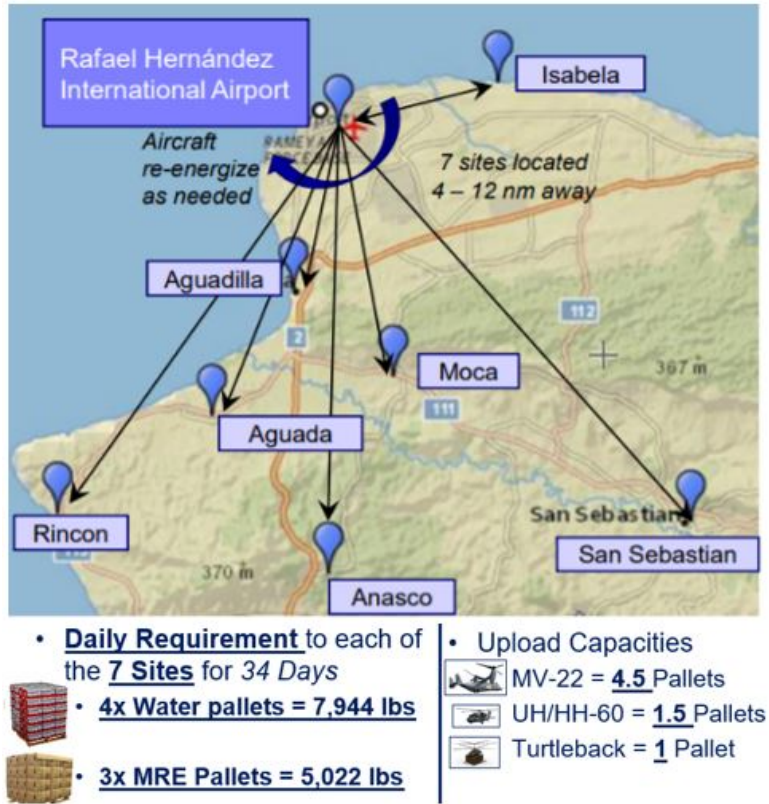 Rafael Hernández
International Airport
Isabela
Aircraft
re-energize
as needed
RAMEY A
7 sites located
4 – 12 nm away
Aguadilla
112
2
Moca
367 m
111
Aguada
Rincon
San Sebastian
San Sebastian
370 m
Anasco
• Daily Requirement to each of
the 7 Sites for 34 Days
• 4x Water pallets = 7,944 lbs
• 3x MRE Pallets = 5,022 lbs
• Upload Capacities
MV-22 = 4.5 Pallets
UH/HH-60 = 1.5 Pallets
Turtleback = 1 Pallet